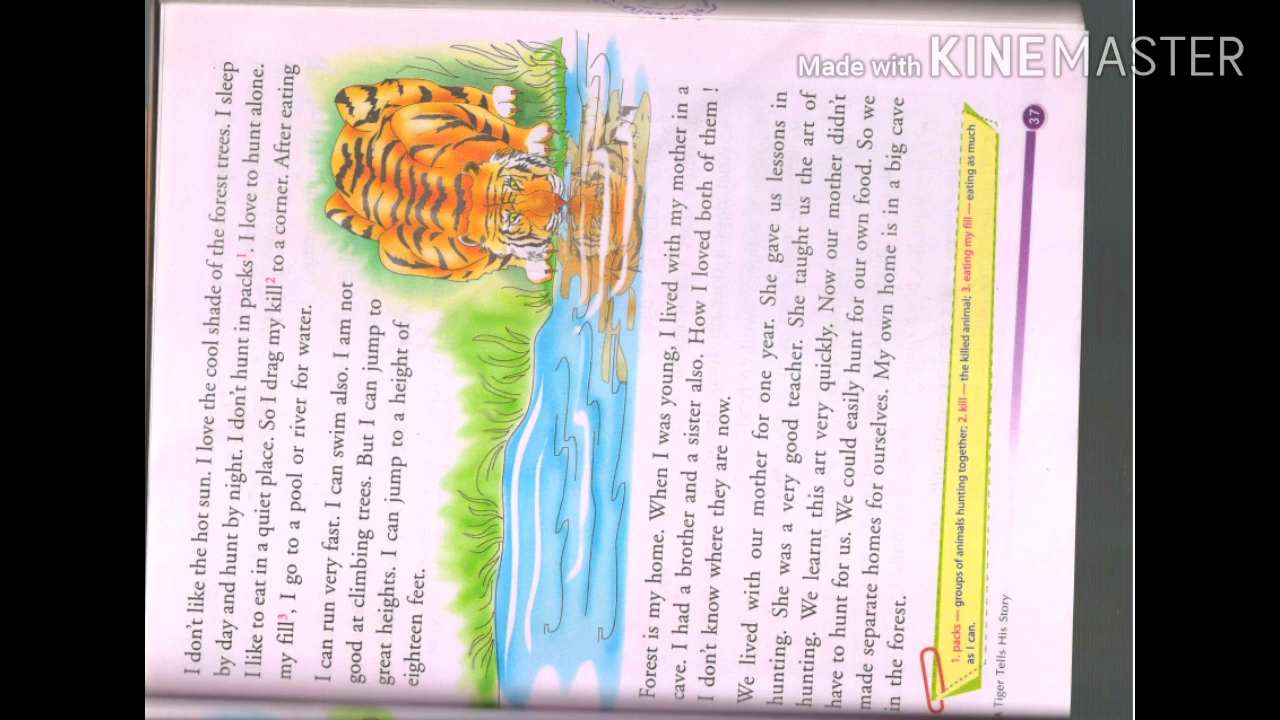 Made with KINEMASTER
I don't like the hot sun. I love the cool shade of the forest trees. I sleep
by day and hunt by night. I don't hunt in packs¹. I love to hunt alone.
I like to eat in a quiet place. So I drag my kill² to a corner. After eating
my fill³, I go to a pool or river for water.
I can run very fast. I can swim also. I am not
good at climbing trees. But I can jump to
great heights. I can jump to a height of
eighteen feet.
Forest is my home. When I was young, I lived with my mother in a
cave. I had a brother and a sister also. How I loved both of them !
I don't know where they are now.
We lived with our mother for one year. She gave us lessons in
hunting. She was a very good teacher. She taught us the art of
hunting. We learnt this art very quickly. Now our mother didn't
have to hunt for us. We could easily hunt for our own food. So we
made separate homes for ourselves. My own home is in a big cave
in the forest.
1. packs — groups of animals hunting together; 2. kill — the killed animal; 3. eating my fill — eating as much
as I can.
A Tiger Tells His Story
37